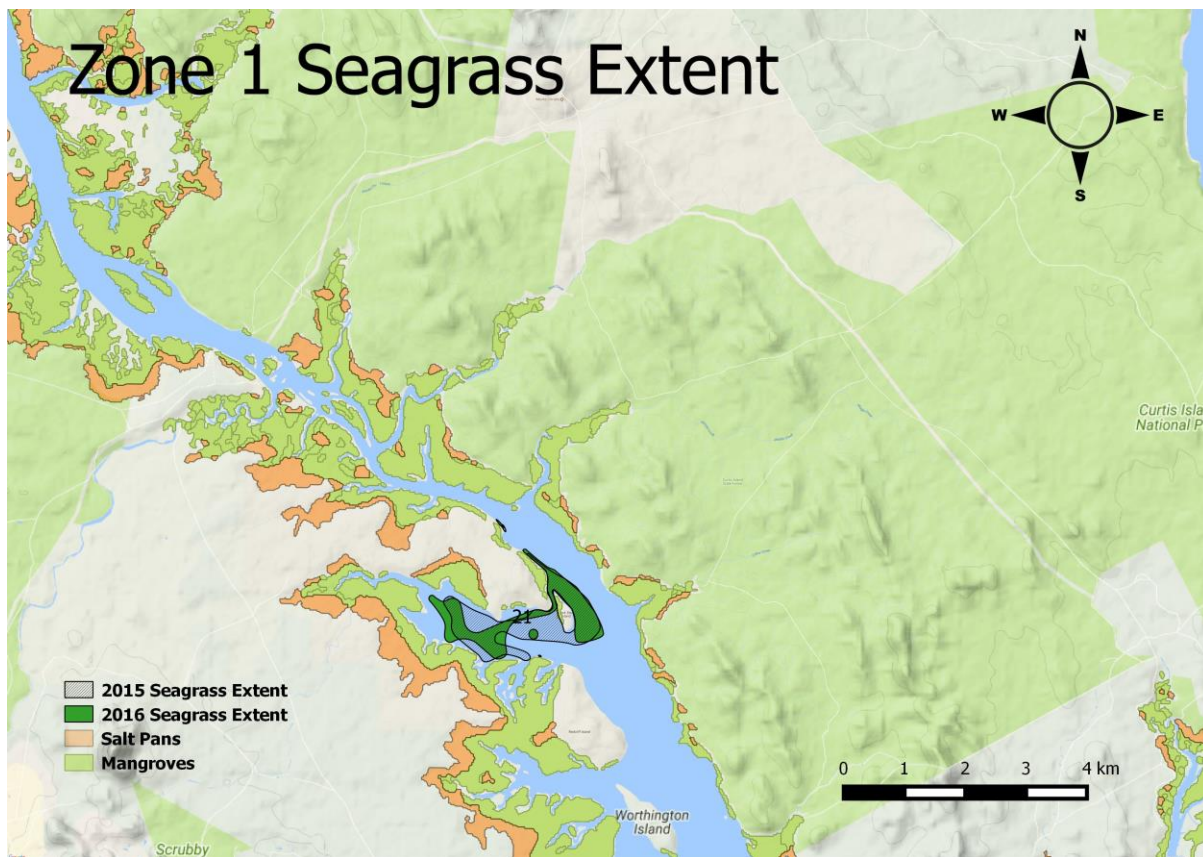 Zone 1 Seagrass Extent
N
W
E
S
Curtis Isla
National P
21
2015 Seagrass Extent
2016 Seagrass Extent
Salt Pans
Mangroves
0 1 2 3 4 km
Worthington
Island
Scrubby